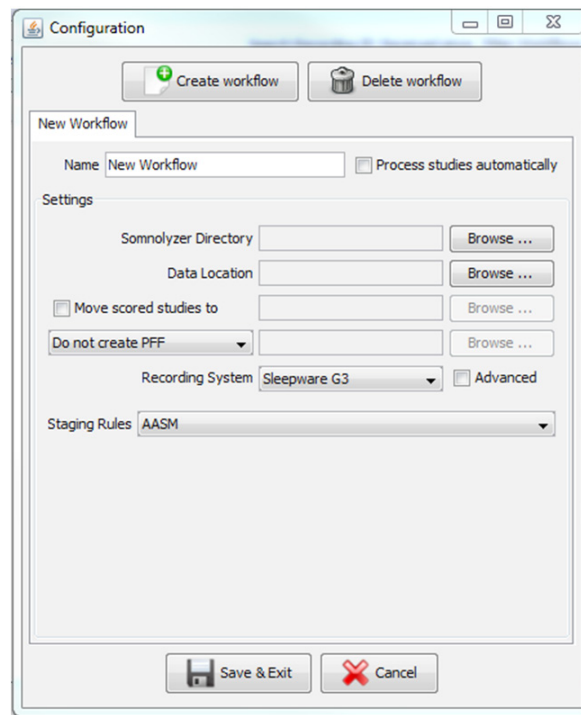 Configuration
Create workflow Delete workflow
New Workflow
Name New Workflow Process studies automatically
Settings
Somnolyzer Directory Browse ...
Data Location Browse ...
Move scored studies to Browse ...
Do not create PFF Browse ...
Recording System Sleepware G3 Advanced
Staging Rules AASM
Save & Exit Cancel